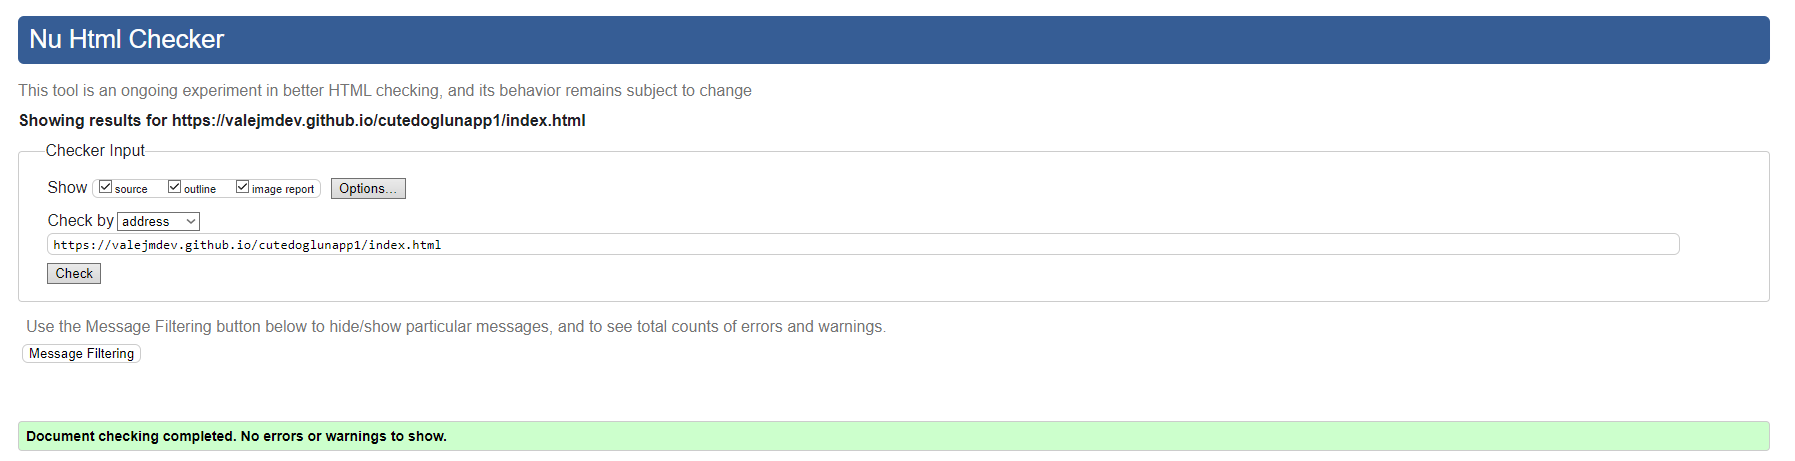 Nu Html Checker
This tool is an ongoing experiment in better HTML checking, and its behavior remains subject to change
Showing results for https://valejmdev.github.io/cutedoglunapp1/index.html
Checker Input
Show source outline image report Options...
Check by address
https://valejmdev.github.io/cutedoglunapp1/index.html
Check
Use the Message Filtering button below to hide/show particular messages, and to see total counts of errors and warnings.
Message Filtering
Document checking completed. No errors or warnings to show.